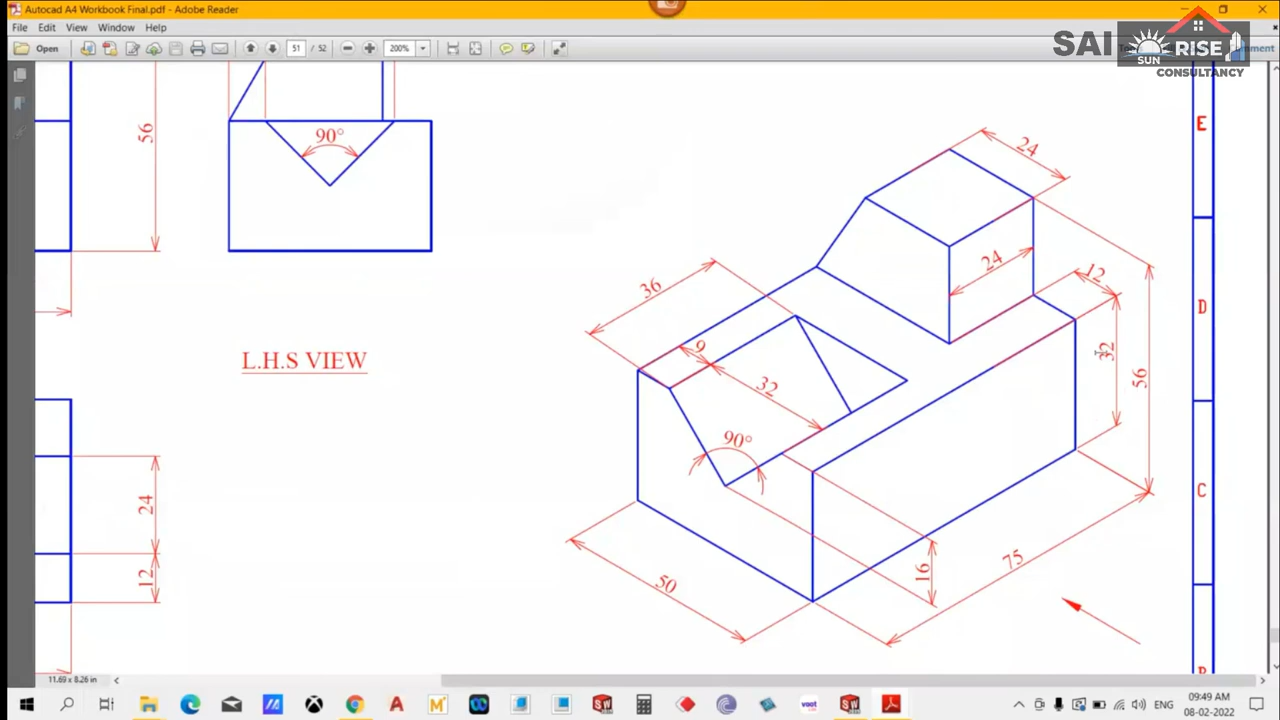 Autocad A4 Workbook Final.pdf - Adobe Reader
File Edit View Window Help
Open 51 / 52 200%
SAI SUN RISE
CONSULTANCY
E
24
56
90°
24
12
36
D
9
32
32
56
L.H.S VIEW
90°
C
24
75
16
12
50
11.69 x 8.26 in
voot
ENG
09:49 AM
08-02-2022